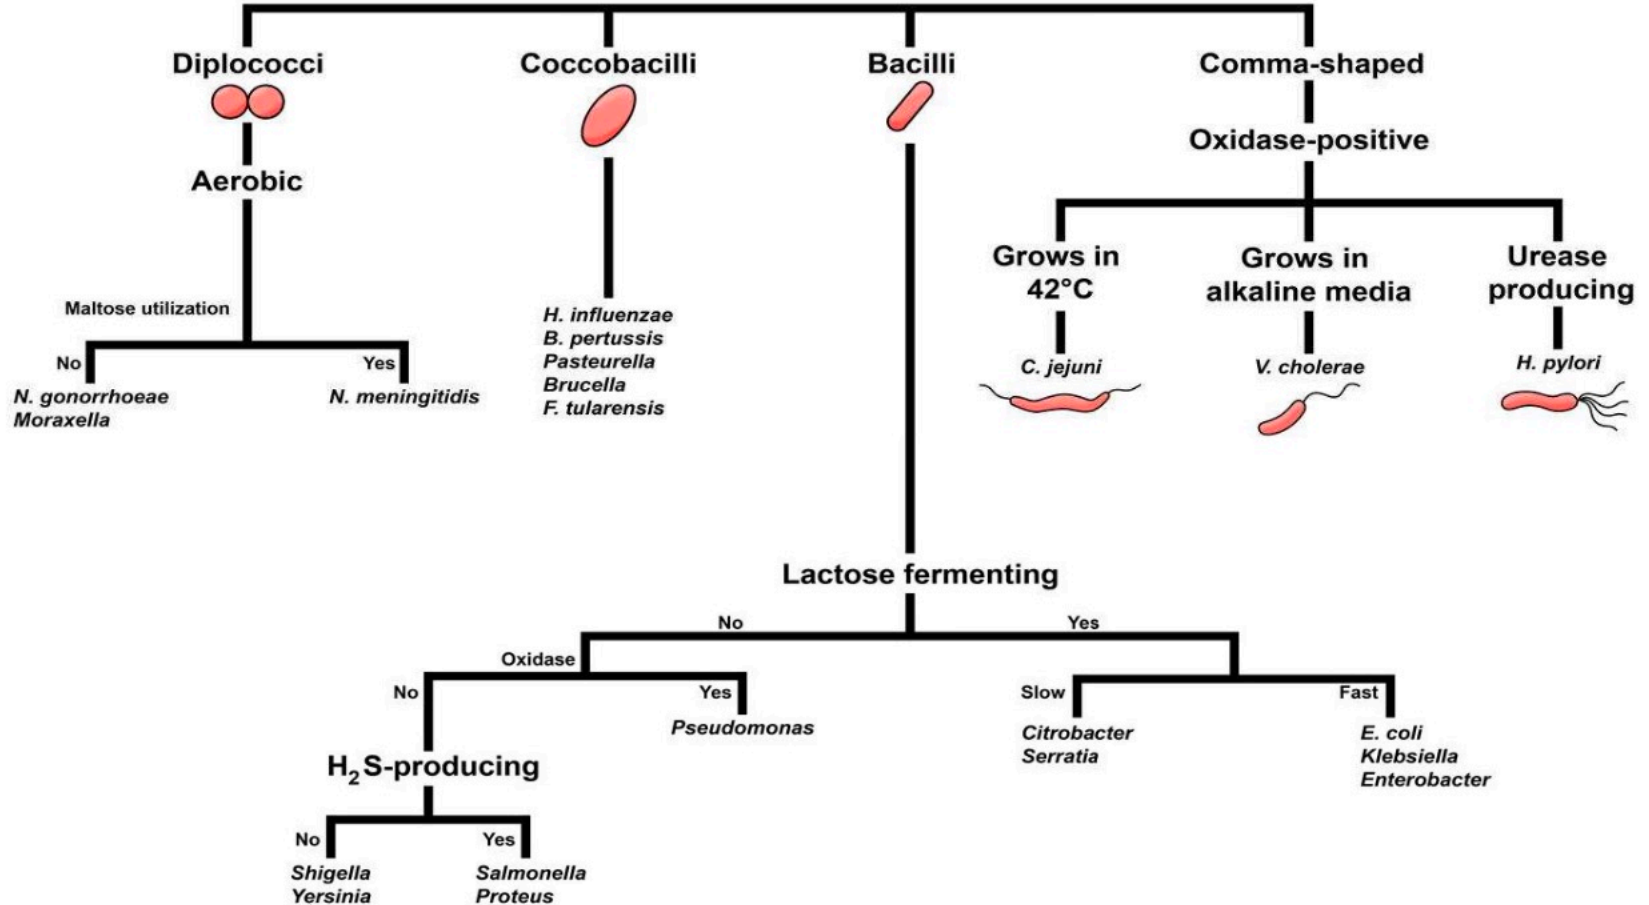 Diplococci
Coccobacilli
Bacilli
Comma-shaped
Aerobic
Oxidase-positive
Maltose utilization
No
Yes
N. gonorrhoeae
Moraxella
N. meningitidis
H. influenzae
B. pertussis
Pasteurella
Brucella
F. tularensis
Grows in
42°C
C. jejuni
Grows in
alkaline media
V. cholerae
Urease
producing
H. pylori
Lactose fermenting
No
Yes
Oxidase
No
Yes
Pseudomonas
Slow
Fast
Citrobacter
Serratia
E. coli
Klebsiella
Enterobacter
H₂S-producing
No
Yes
Shigella
Yersinia
Salmonella
Proteus